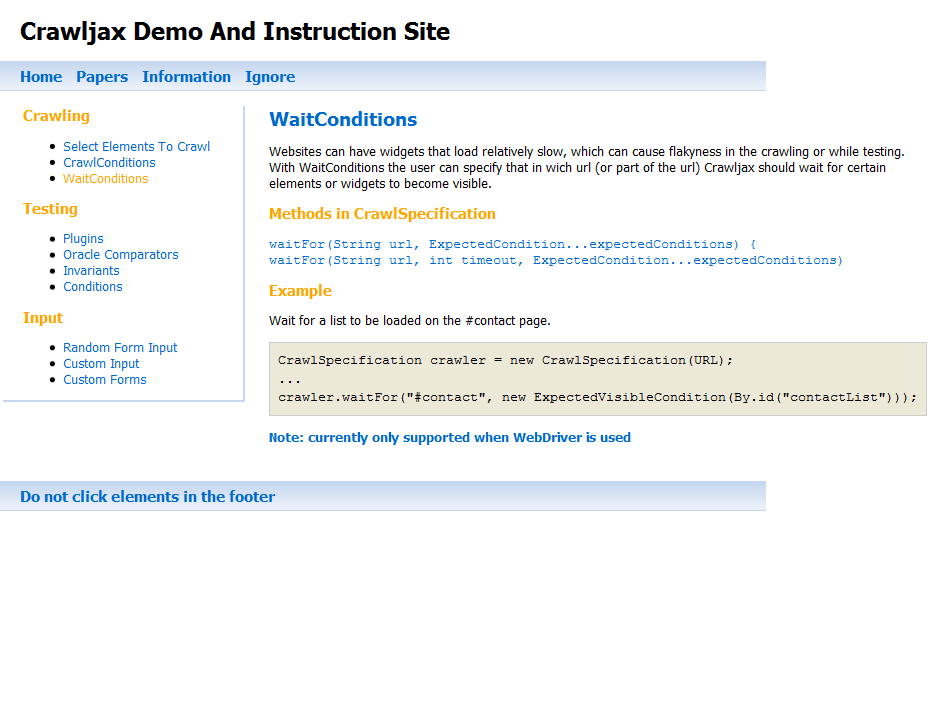 Crawljax Demo And Instruction Site
Home Papers Information Ignore
Crawling
Select Elements To Crawl
CrawlConditions
WaitConditions
Testing
Plugins
Oracle Comparators
Invariants
Conditions
Input
Random Form Input
Custom Input
Custom Forms
WaitConditions
Websites can have widgets that load relatively slow, which can cause flakyness in the crawling or while testing.
With WaitConditions the user can specify that in wich url (or part of the url) Crawljax should wait for certain
elements or widgets to become visible.
Methods in CrawlSpecification
waitFor(String url, ExpectedCondition...expectedConditions) {
waitFor(String url, int timeout, ExpectedCondition...expectedConditions)
Example
Wait for a list to be loaded on the #contact page.
CrawlSpecification crawler = new CrawlSpecification(URL);
...
crawler.waitFor("#contact", new ExpectedVisibleCondition(By.id("contactList")));
Note: currently only supported when WebDriver is used
Do not click elements in the footer